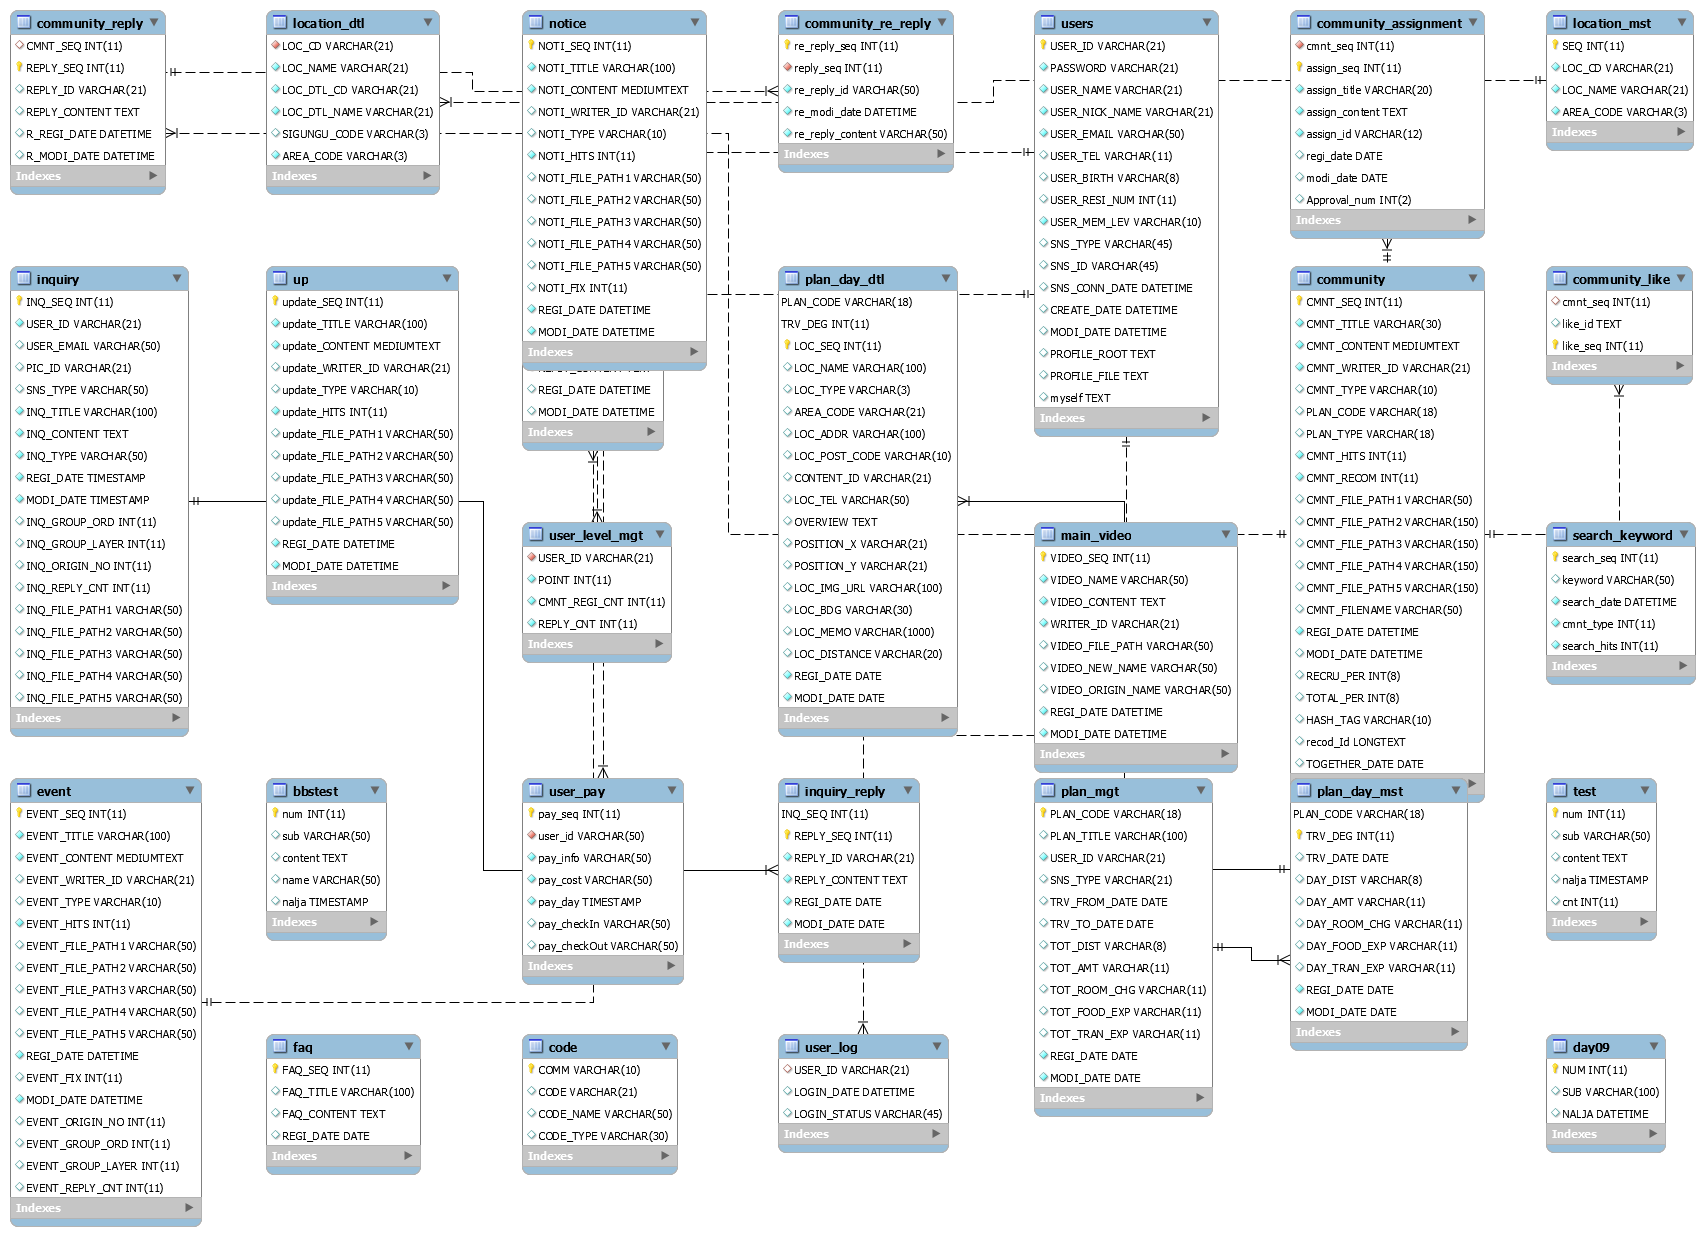 community_reply
CMNT_SEQ INT(11)
REPLY_SEQ INT(11)
REPLY_ID VARCHAR(21)
REPLY_CONTENT TEXT
R_REGI_DATE DATETIME
R_MODI_DATE DATETIME
Indexes
location_dtl
LOC_CD VARCHAR(21)
LOC_NAME VARCHAR(21)
LOC_DTL_CD VARCHAR(21)
LOC_DTL_NAME VARCHAR(21)
SIGUNGU_CODE VARCHAR(3)
AREA_CODE VARCHAR(3)
Indexes
notice
NOTI_SEQ INT(11)
NOTI_TITLE VARCHAR(100)
NOTI_CONTENT MEDIUMTEXT
NOTI_WRITER_ID VARCHAR(21)
NOTI_TYPE VARCHAR(10)
NOTI_HITS INT(11)
NOTI_FILE_PATH1 VARCHAR(50)
NOTI_FILE_PATH2 VARCHAR(50)
NOTI_FILE_PATH3 VARCHAR(50)
NOTI_FILE_PATH4 VARCHAR(50)
NOTI_FILE_PATH5 VARCHAR(50)
NOTI_FIX INT(11)
REGI_DATE DATETIME
MODI_DATE DATETIME
Indexes
REGI_DATE DATETIME
MODI_DATE DATETIME
Indexes
community_re_reply
re_reply_seq INT(11)
reply_seq INT(11)
re_reply_id VARCHAR(50)
re_modi_date DATETIME
re_reply_content VARCHAR(50)
Indexes
users
USER_ID VARCHAR(21)
PASSWORD VARCHAR(21)
USER_NAME VARCHAR(21)
USER_NICK_NAME VARCHAR(21)
USER_EMAIL VARCHAR(50)
USER_TEL VARCHAR(11)
USER_BIRTH VARCHAR(8)
USER_RESI_NUM INT(11)
USER_MEM_LEV VARCHAR(10)
SNS_TYPE VARCHAR(45)
SNS_ID VARCHAR(45)
SNS_CONN_DATE DATETIME
CREATE_DATE DATETIME
MODI_DATE DATETIME
PROFILE_ROOT TEXT
PROFILE_FILE TEXT
myself TEXT
Indexes
community_assignment
cmnt_seq INT(11)
assign_seq INT(11)
assign_title VARCHAR(20)
assign_content TEXT
assign_id VARCHAR(12)
regi_date DATE
modi_date DATE
Approval_num INT(2)
Indexes
location_mst
SEQ INT(11)
LOC_CD VARCHAR(21)
LOC_NAME VARCHAR(21)
AREA_CODE VARCHAR(3)
Indexes
inquiry
INQ_SEQ INT(11)
USER_ID VARCHAR(21)
USER_EMAIL VARCHAR(50)
PIC_ID VARCHAR(21)
SNS_TYPE VARCHAR(50)
INQ_TITLE VARCHAR(100)
INQ_CONTENT TEXT
INQ_TYPE VARCHAR(50)
REGI_DATE TIMESTAMP
MODI_DATE TIMESTAMP
INQ_GROUP_ORD INT(11)
INQ_GROUP_LAYER INT(11)
INQ_ORIGIN_NO INT(11)
INQ_REPLY_CNT INT(11)
INQ_FILE_PATH1 VARCHAR(50)
INQ_FILE_PATH2 VARCHAR(50)
INQ_FILE_PATH3 VARCHAR(50)
INQ_FILE_PATH4 VARCHAR(50)
INQ_FILE_PATH5 VARCHAR(50)
Indexes
up
update_SEQ INT(11)
update_TITLE VARCHAR(100)
update_CONTENT MEDIUMTEXT
update_WRITER_ID VARCHAR(21)
update_TYPE VARCHAR(10)
update_HITS INT(11)
update_FILE_PATH1 VARCHAR(50)
update_FILE_PATH2 VARCHAR(50)
update_FILE_PATH3 VARCHAR(50)
update_FILE_PATH4 VARCHAR(50)
update_FILE_PATH5 VARCHAR(50)
REGI_DATE DATETIME
MODI_DATE DATETIME
Indexes
user_level_mgt
USER_ID VARCHAR(21)
POINT INT(11)
CMNT_REGI_CNT INT(11)
REPLY_CNT INT(11)
Indexes
plan_day_dtl
PLAN_CODE VARCHAR(18)
TRV_DEG INT(11)
LOC_SEQ INT(11)
LOC_NAME VARCHAR(100)
LOC_TYPE VARCHAR(3)
AREA_CODE VARCHAR(21)
LOC_ADDR VARCHAR(100)
LOC_POST_CODE VARCHAR(10)
CONTENT_ID VARCHAR(21)
LOC_TEL VARCHAR(50)
OVERVIEW TEXT
POSITION_X VARCHAR(21)
POSITION_Y VARCHAR(21)
LOC_IMG_URL VARCHAR(100)
LOC_BDG VARCHAR(30)
LOC_MEMO VARCHAR(1000)
LOC_DISTANCE VARCHAR(20)
REGI_DATE DATE
MODI_DATE DATE
Indexes
main_video
VIDEO_SEQ INT(11)
VIDEO_NAME VARCHAR(50)
VIDEO_CONTENT TEXT
WRITER_ID VARCHAR(21)
VIDEO_FILE_PATH VARCHAR(50)
VIDEO_NEW_NAME VARCHAR(50)
VIDEO_ORIGIN_NAME VARCHAR(50)
REGI_DATE DATETIME
MODI_DATE DATETIME
Indexes
community
CMNT_SEQ INT(11)
CMNT_TITLE VARCHAR(30)
CMNT_CONTENT MEDIUMTEXT
CMNT_WRITER_ID VARCHAR(21)
CMNT_TYPE VARCHAR(10)
PLAN_CODE VARCHAR(18)
PLAN_TYPE VARCHAR(18)
CMNT_HITS INT(11)
CMNT_RECOM INT(11)
CMNT_FILE_PATH1 VARCHAR(50)
CMNT_FILE_PATH2 VARCHAR(150)
CMNT_FILE_PATH3 VARCHAR(150)
CMNT_FILE_PATH4 VARCHAR(150)
CMNT_FILE_PATH5 VARCHAR(150)
CMNT_FILENAME VARCHAR(50)
REGI_DATE DATETIME
MODI_DATE DATETIME
RECRU_PER INT(8)
TOTAL_PER INT(8)
HASH_TAG VARCHAR(10)
recod_Id LONGTEXT
TOGETHER_DATE DATE
community_like
cmnt_seq INT(11)
like_id TEXT
like_seq INT(11)
Indexes
search_keyword
search_seq INT(11)
keyword VARCHAR(50)
search_date DATETIME
cmnt_type INT(11)
search_hits INT(11)
Indexes
event
EVENT_SEQ INT(11)
EVENT_TITLE VARCHAR(100)
EVENT_CONTENT MEDIUMTEXT
EVENT_WRITER_ID VARCHAR(21)
EVENT_TYPE VARCHAR(10)
EVENT_HITS INT(11)
EVENT_FILE_PATH1 VARCHAR(50)
EVENT_FILE_PATH2 VARCHAR(50)
EVENT_FILE_PATH3 VARCHAR(50)
EVENT_FILE_PATH4 VARCHAR(50)
EVENT_FILE_PATH5 VARCHAR(50)
REGI_DATE DATETIME
EVENT_FIX INT(11)
MODI_DATE DATETIME
EVENT_ORIGIN_NO INT(11)
EVENT_GROUP_ORD INT(11)
EVENT_GROUP_LAYER INT(11)
EVENT_REPLY_CNT INT(11)
Indexes
bbstest
num INT(11)
sub VARCHAR(50)
content TEXT
name VARCHAR(50)
nalja TIMESTAMP
Indexes
user_pay
pay_seq INT(11)
user_id VARCHAR(50)
pay_info VARCHAR(50)
pay_cost VARCHAR(50)
pay_day TIMESTAMP
pay_checkIn VARCHAR(50)
pay_checkOut VARCHAR(50)
Indexes
inquiry_reply
INQ_SEQ INT(11)
REPLY_SEQ INT(11)
REPLY_ID VARCHAR(21)
REPLY_CONTENT TEXT
REGI_DATE DATE
MODI_DATE DATE
Indexes
plan_mgt
PLAN_CODE VARCHAR(18)
PLAN_TITLE VARCHAR(100)
USER_ID VARCHAR(21)
SNS_TYPE VARCHAR(21)
TRV_FROM_DATE DATE
TRV_TO_DATE DATE
TOT_DIST VARCHAR(8)
TOT_AMT VARCHAR(11)
TOT_ROOM_CHG VARCHAR(11)
TOT_FOOD_EXP VARCHAR(11)
TOT_TRAN_EXP VARCHAR(11)
REGI_DATE DATE
MODI_DATE DATE
Indexes
plan_day_mst
PLAN_CODE VARCHAR(18)
TRV_DEG INT(11)
TRV_DATE DATE
DAY_DIST VARCHAR(8)
DAY_AMT VARCHAR(11)
DAY_ROOM_CHG VARCHAR(11)
DAY_FOOD_EXP VARCHAR(11)
DAY_TRAN_EXP VARCHAR(11)
REGI_DATE DATE
MODI_DATE DATE
Indexes
test
num INT(11)
sub VARCHAR(50)
content TEXT
nalja TIMESTAMP
cnt INT(11)
Indexes
faq
FAQ_SEQ INT(11)
FAQ_TITLE VARCHAR(100)
FAQ_CONTENT TEXT
REGI_DATE DATE
Indexes
code
COMM VARCHAR(10)
CODE VARCHAR(21)
CODE_NAME VARCHAR(50)
CODE_TYPE VARCHAR(30)
Indexes
user_log
USER_ID VARCHAR(21)
LOGIN_DATE DATETIME
LOGIN_STATUS VARCHAR(45)
Indexes
day09
NUM INT(11)
SUB VARCHAR(100)
NALJA DATETIME
Indexes